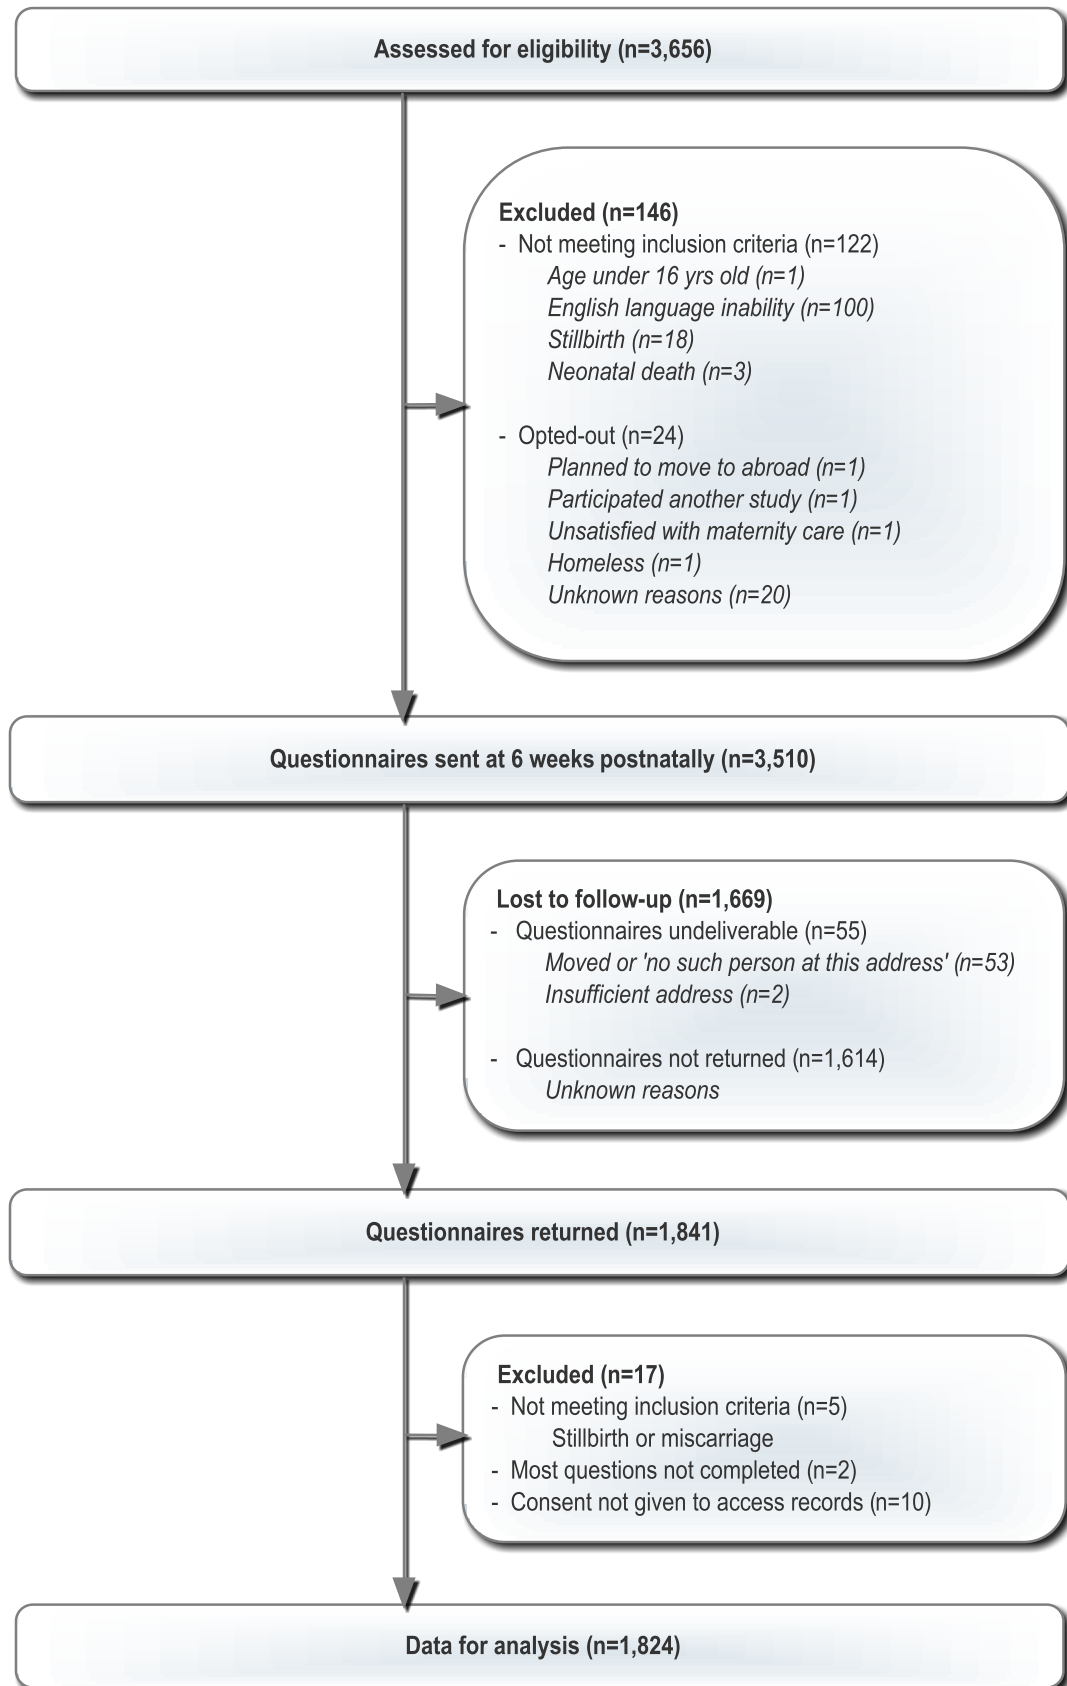 Assessed for eligibility (n=3,656)
Excluded (n=146)
- Not meeting inclusion criteria (n=122)
Age under 16 yrs old (n=1)
English language inability (n=100)
Stillbirth (n=18)
Neonatal death (n=3)
- Opted-out (n=24)
Planned to move to abroad (n=1)
Participated another study (n=1)
Unsatisfied with maternity care (n=1)
Homeless (n=1)
Unknown reasons (n=20)
Questionnaires sent at 6 weeks postnatally (n=3,510)
Lost to follow-up (n=1,669)
- Questionnaires undeliverable (n=55)
Moved or 'no such person at this address' (n=53)
Insufficient address (n=2)
- Questionnaires not returned (n=1,614)
Unknown reasons
Questionnaires returned (n=1,841)
Excluded (n=17)
- Not meeting inclusion criteria (n=5)
Stillbirth or miscarriage
- Most questions not completed (n=2)
- Consent not given to access records (n=10)
Data for analysis (n=1,824)